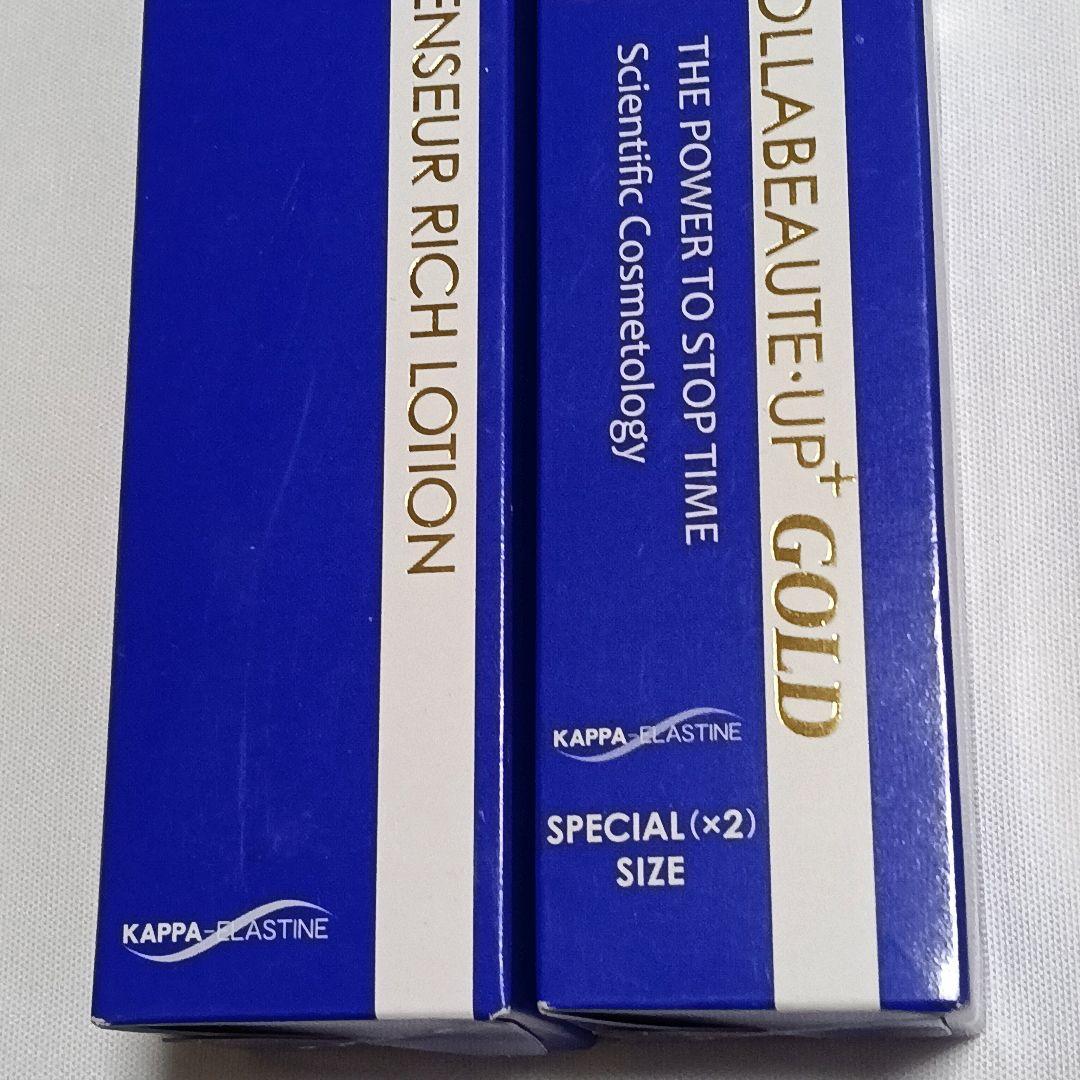 ENSEUR RICH LOTION
KAPPA-ELASTINE
OLLABEAUTE·UP+ GOLD
THE POWER TO STOP TIME
Scientific Cosmetology
KAPPA-ELASTINE
SPECIAL(×2)
SIZE